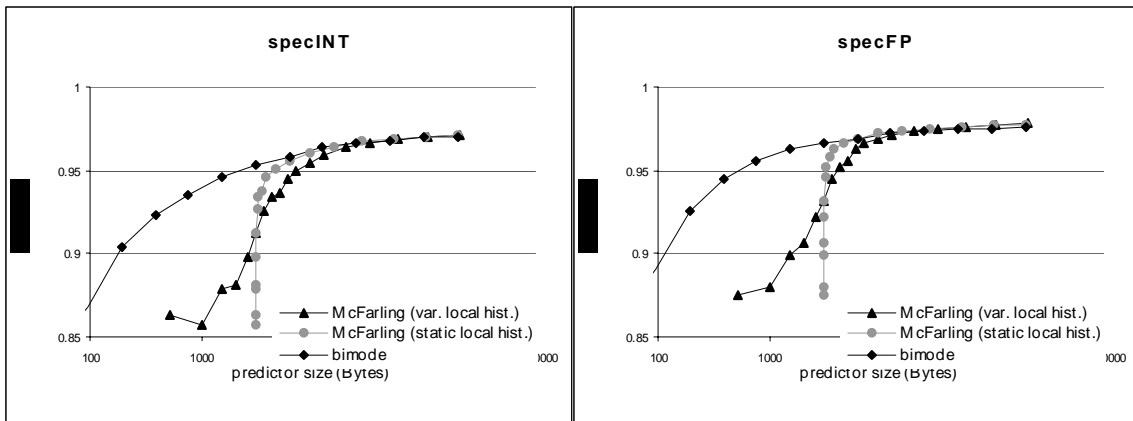 specINT
1
0.95
0.9
0.85
McFarling (var. local hist.)
McFarling (static local hist.)
bimode
100 1000
predictor size (Bytes)
specFP
1
0.95
0.9
0.85
McFarling (var. local hist.)
McFarling (static local hist.)
bimode
100 1000
predictor size (Bytes)